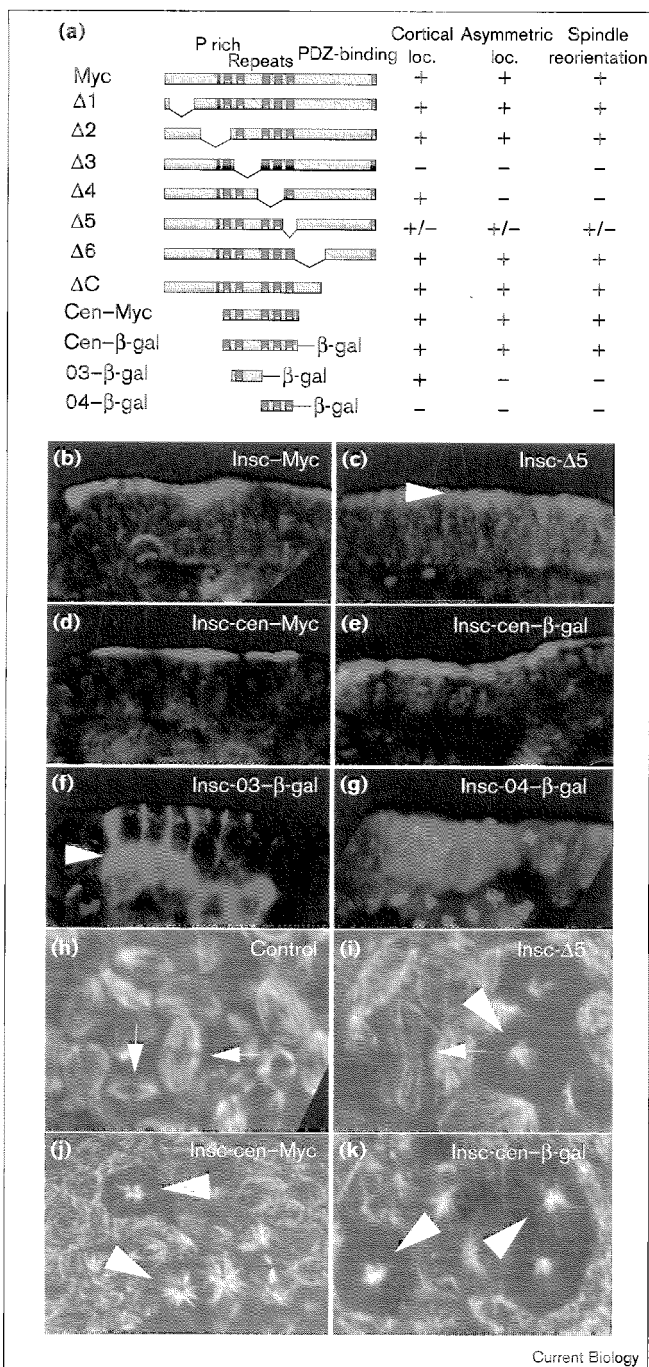 (a)
P rich
Repeats
PDZ-binding
Cortical loc.
Asymmetric loc.
Spindle reorientation
Myc + + +
Δ1 + + +
Δ2 + + +
Δ3 − − −
Δ4 + − −
Δ5 +/− +/− +/−
Δ6 + + +
ΔC + + +
Cen–Myc + + +
Cen–β-gal β-gal + + +
03–β-gal β-gal + − −
04–β-gal β-gal − − −
(b) Insc–Myc
(c) Insc-Δ5
(d) Insc-cen–Myc
(e) Insc-cen–β-gal
(f) Insc-03–β-gal
(g) Insc-04–β-gal
(h) Control
(i) Insc-Δ5
(j) Insc-cen–Myc
(k) Insc-cen–β-gal
Current Biology